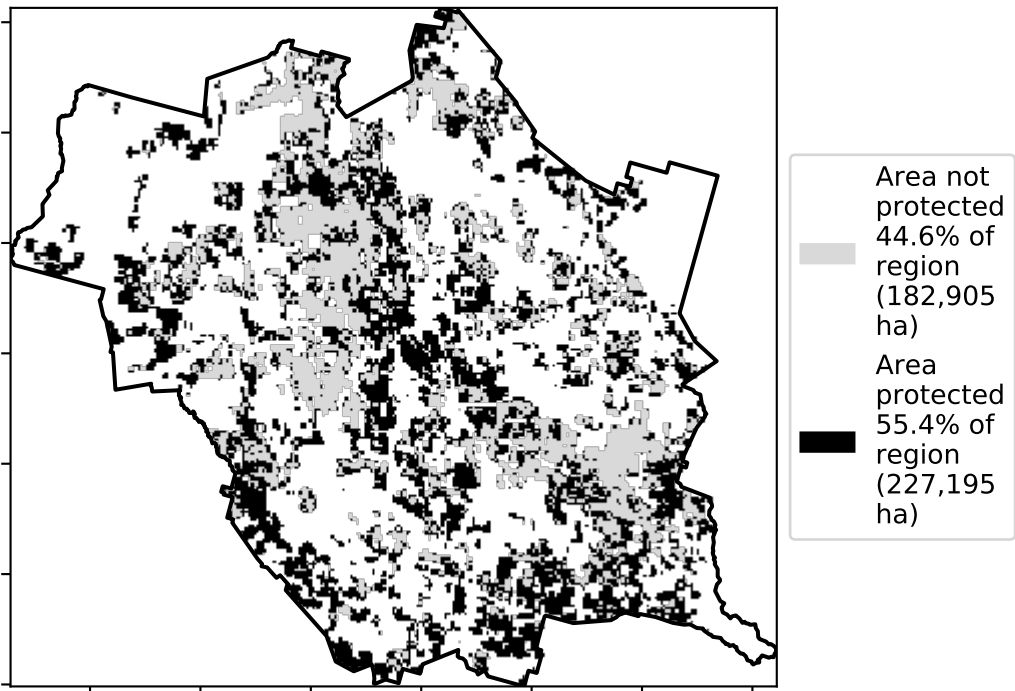 Area not
protected
44.6% of
region
(182,905
ha)
Area
protected
55.4% of
region
(227,195
ha)